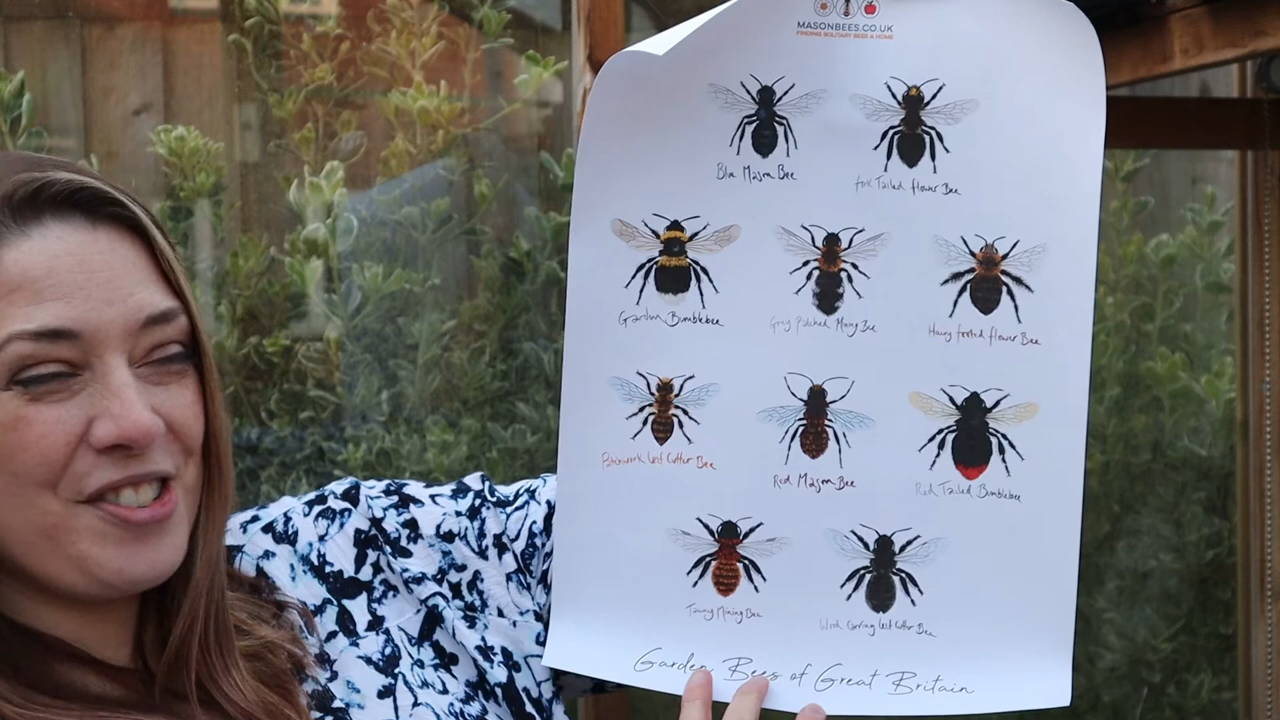 MASONBEES.CO.UK
FINDING SOLITARY BEES A HOME
Blue Mason Bee
Fork Tailed flower Bee
Garden Bumblebee
Grey Patched Mining Bee
Hairy footed flower Bee
Patchwork Leaf Cutter Bee
Red Mason Bee
Red Tailed Bumblebee
Tawny Mining Bee
Wood Carving Leaf Cutter Bee
Garden Bees of Great Britain